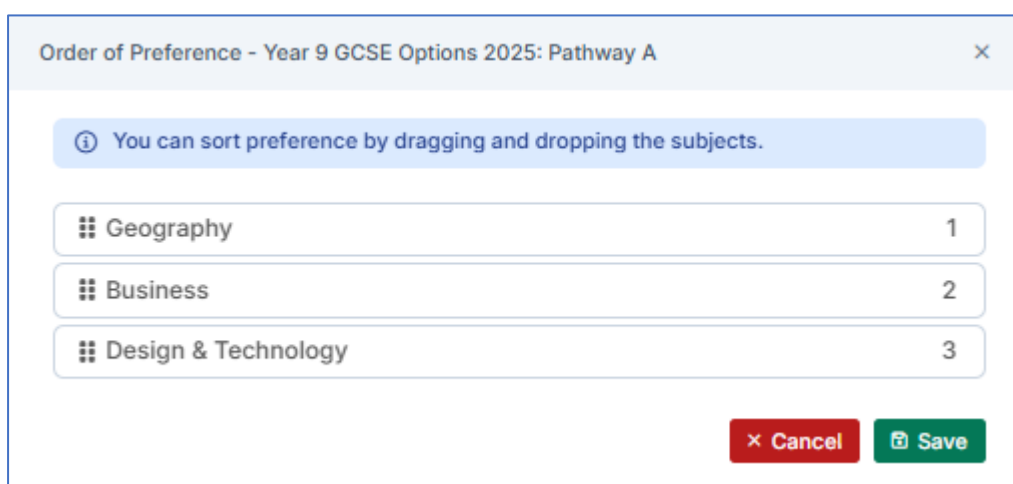 Order of Preference - Year 9 GCSE Options 2025: Pathway A
You can sort preference by dragging and dropping the subjects.
Geography 1
Business 2
Design & Technology 3
× Cancel Save